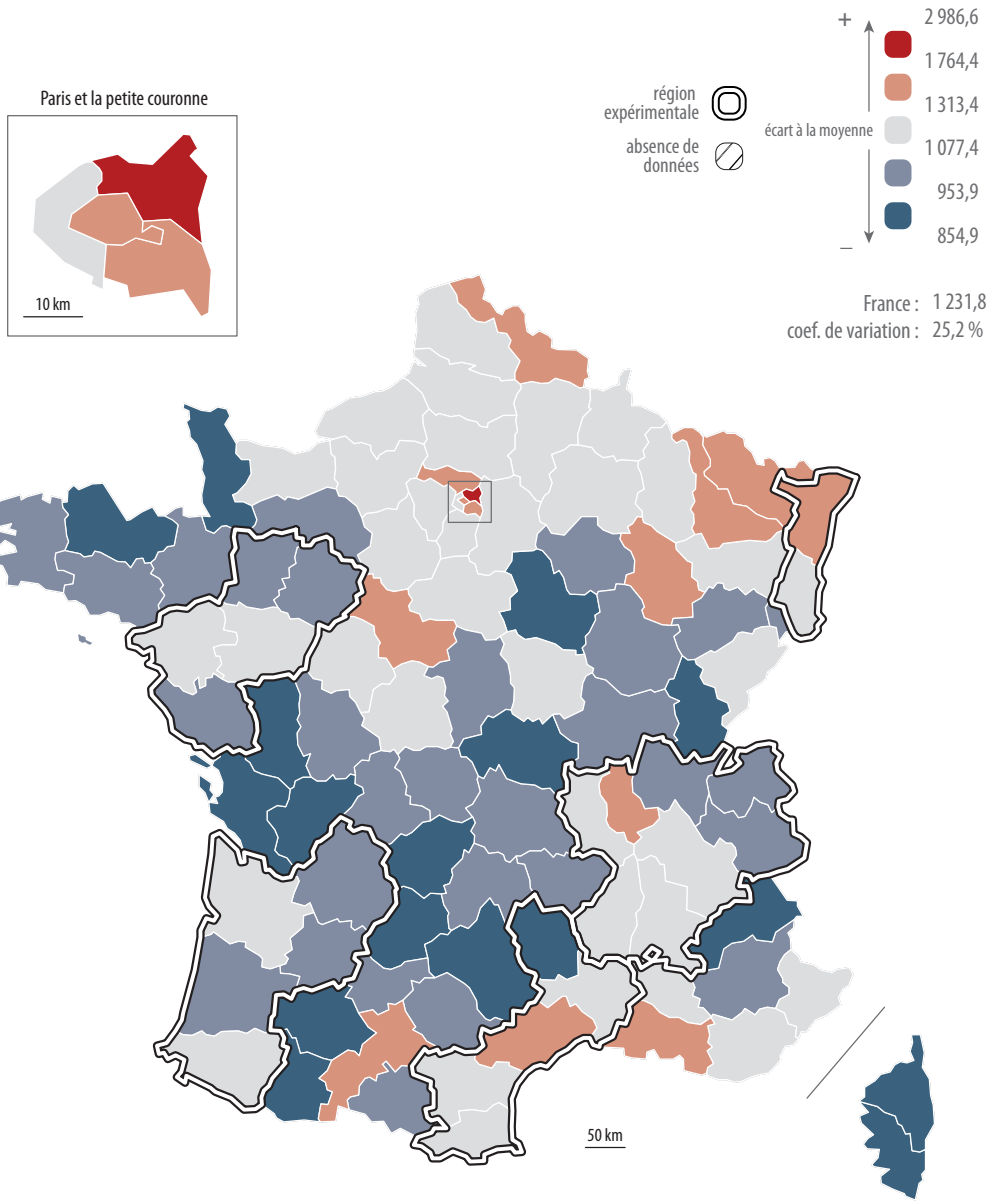 +
2 986,6
1 764,4
1 313,4
1 077,4
953,9
854,9
écart à la moyenne
–
région
expérimentale
absence de
données
France : 1 231,8
coef. de variation : 25,2 %
Paris et la petite couronne
10 km
50 km